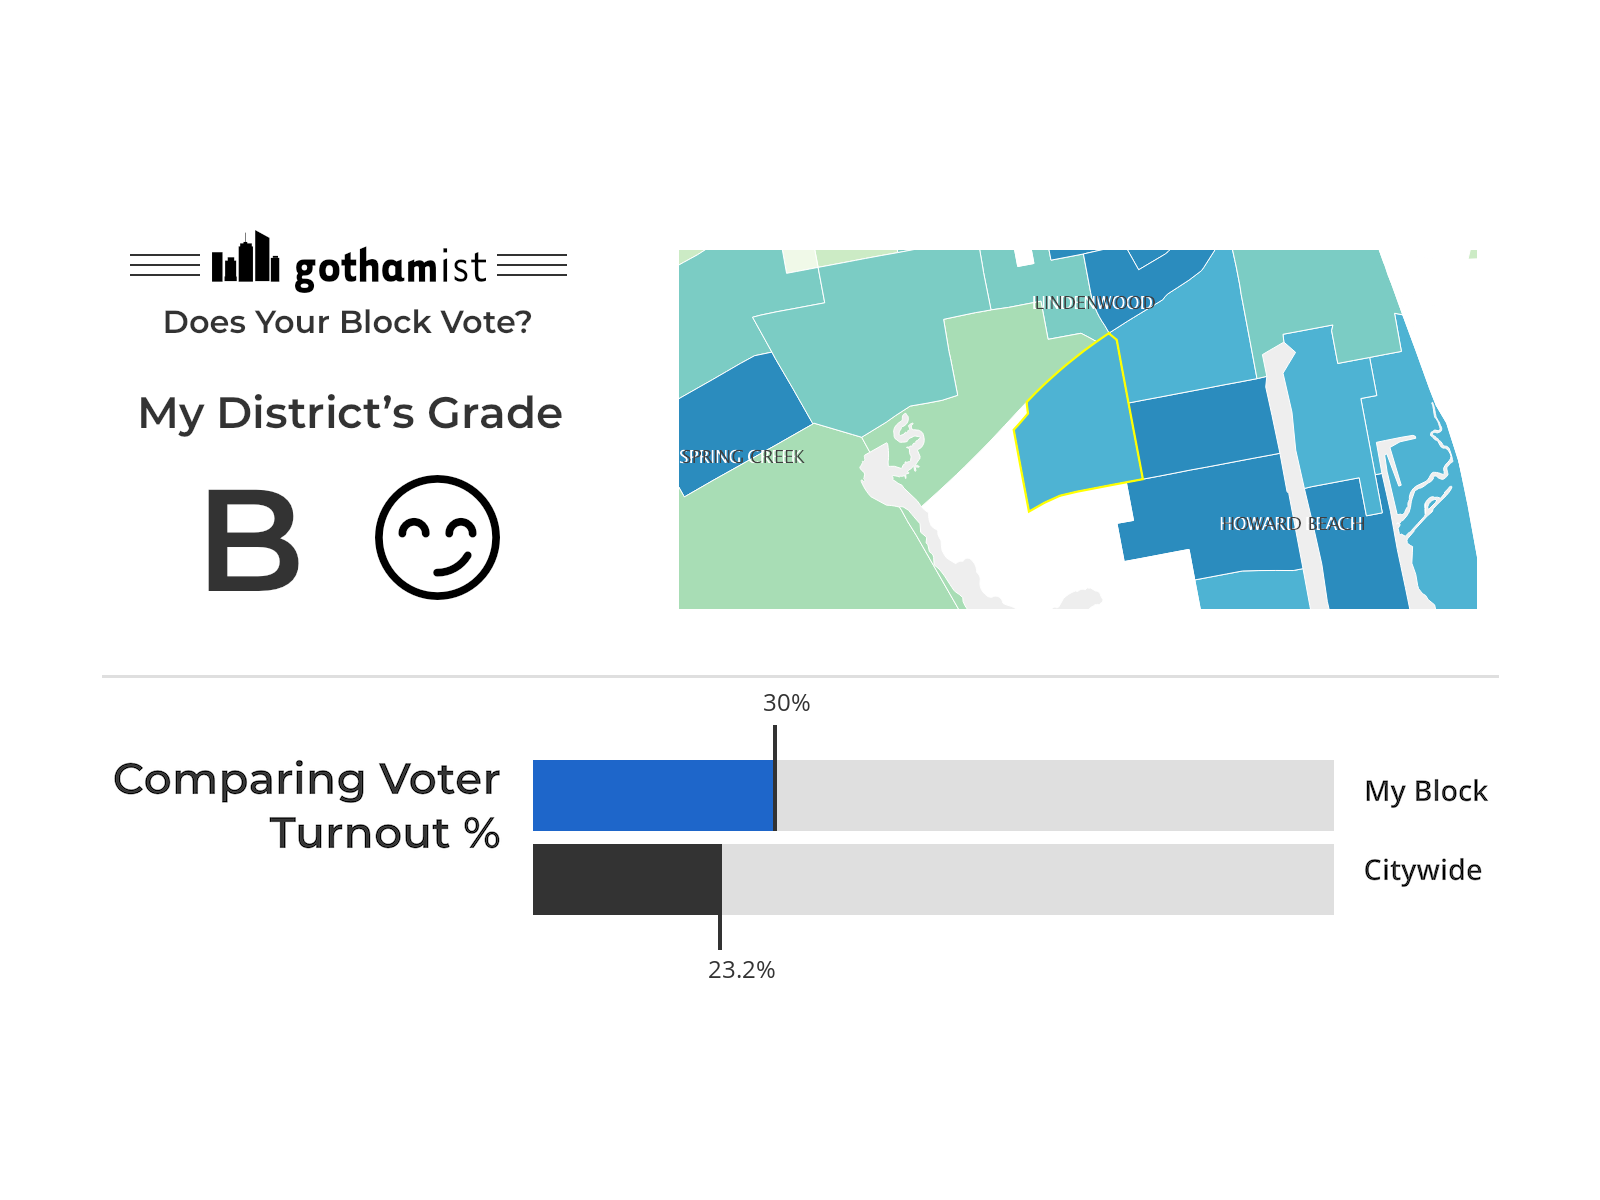 gothamist
Does Your Block Vote?
My District’s Grade
B
LINDENWOOD
SPRING CREEK
HOWARD BEACH
30%
Comparing Voter
Turnout %
My Block
Citywide
23.2%